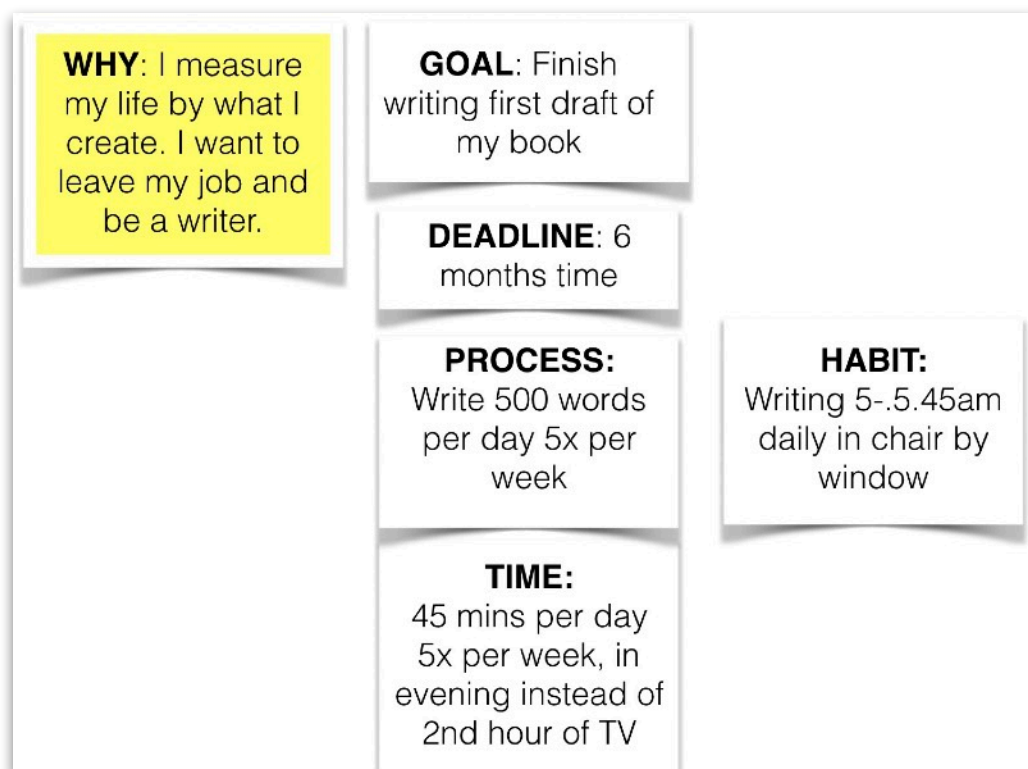 WHY: I measure
my life by what I
create. I want to
leave my job and
be a writer.
GOAL: Finish
writing first draft of
my book
DEADLINE: 6
months time
PROCESS:
Write 500 words
per day 5x per
week
HABIT:
Writing 5-.5.45am
daily in chair by
window
TIME:
45 mins per day
5x per week, in
evening instead of
2nd hour of TV